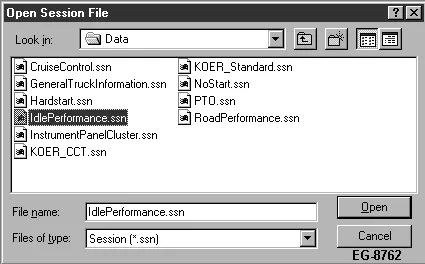 Open Session File
Look in: Data
CruiseControl.ssn
GeneralTruckInformation.ssn
Hardstart.ssn
IdlePerformance.ssn
InstrumentPanelCluster.ssn
KOER_CCT.ssn
KOER_Standard.ssn
NoStart.ssn
PTO.ssn
RoadPerformance.ssn
File name: IdlePerformance.ssn
Open
Files of type: Session (*.ssn)
Cancel
EG-8762